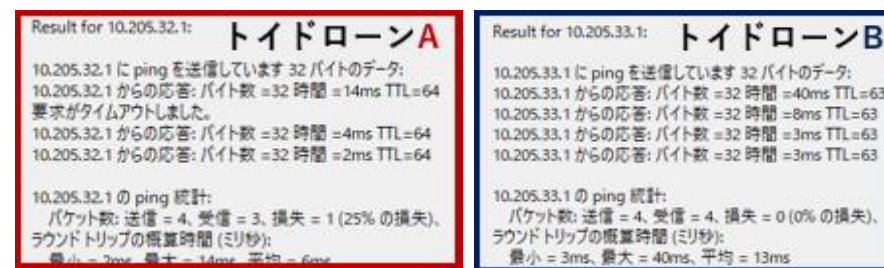 Result for 10.205.32.1:
トイドローンA
10.205.32.1 に ping を送信しています 32 バイトのデータ:
10.205.32.1 からの応答: バイト数 =32 時間 =14ms TTL=64
要求がタイムアウトしました。
10.205.32.1 からの応答: バイト数 =32 時間 =4ms TTL=64
10.205.32.1 からの応答: バイト数 =32 時間 =2ms TTL=64
10.205.32.1 の ping 統計:
パケット数: 送信 = 4、受信 = 3、損失 = 1 (25% の損失)、
ラウンド トリップの概算時間 (ミリ秒):
最小 = 2ms、最大 = 14ms、平均 = 6ms
Result for 10.205.33.1:
トイドローンB
10.205.33.1 に ping を送信しています 32 バイトのデータ:
10.205.33.1 からの応答: バイト数 =32 時間 =40ms TTL=63
10.205.33.1 からの応答: バイト数 =32 時間 =8ms TTL=63
10.205.33.1 からの応答: バイト数 =32 時間 =3ms TTL=63
10.205.33.1 からの応答: バイト数 =32 時間 =3ms TTL=63
10.205.33.1 の ping 統計:
パケット数: 送信 = 4、受信 = 4、損失 = 0 (0% の損失)、
ラウンド トリップの概算時間 (ミリ秒):
最小 = 3ms、最大 = 40ms、平均 = 13ms